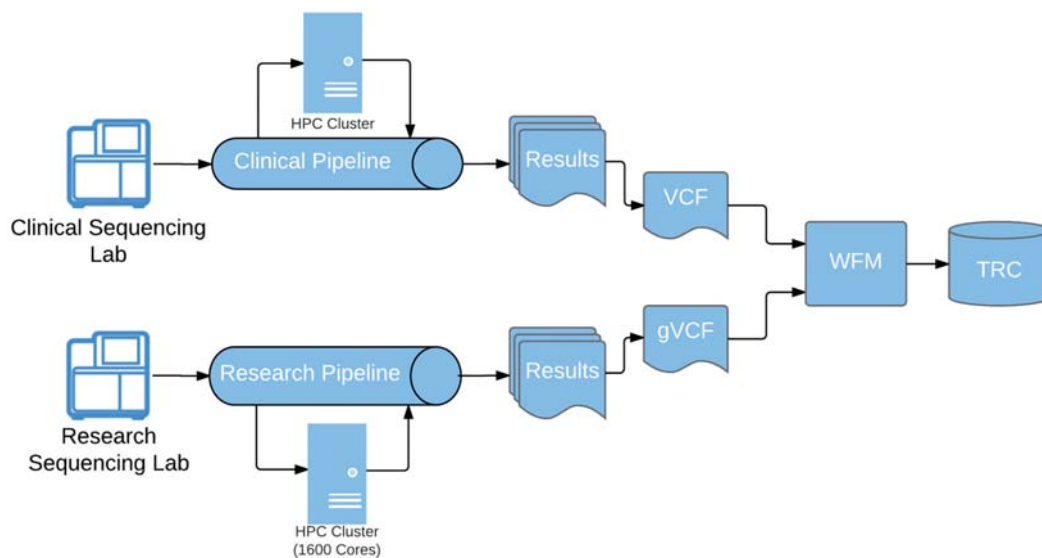 HPC Cluster
Clinical Pipeline
Results
VCF
Clinical Sequencing
Lab
WFM
TRC
gVCF
Research Pipeline
Results
Research
Sequencing Lab
HPC Cluster
(1600 Cores)